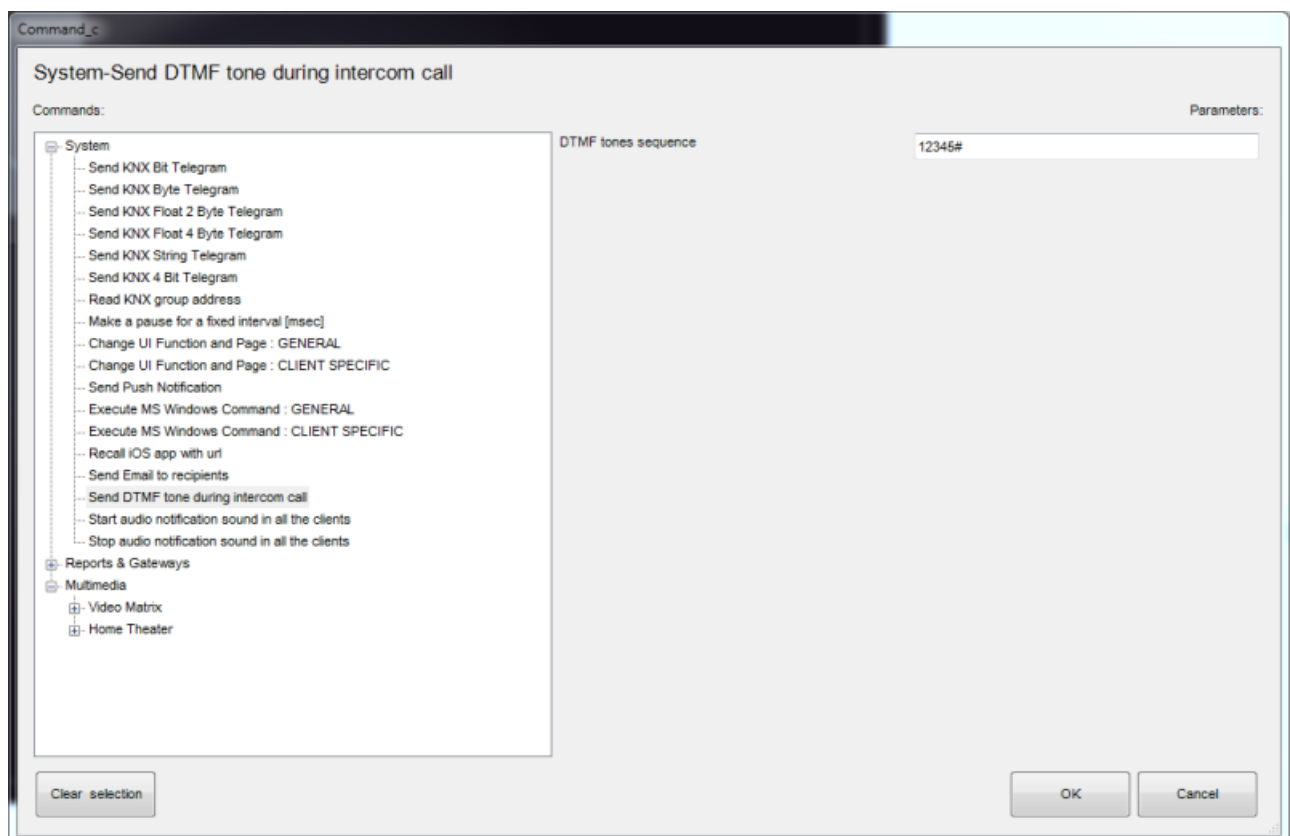 Command_c
System-Send DTMF tone during intercom call
Commands:
Parameters:
System
Send KNX Bit Telegram
Send KNX Byte Telegram
Send KNX Float 2 Byte Telegram
Send KNX Float 4 Byte Telegram
Send KNX String Telegram
Send KNX 4 Bit Telegram
Read KNX group address
Make a pause for a fixed interval [msec]
Change UI Function and Page : GENERAL
Change UI Function and Page : CLIENT SPECIFIC
Send Push Notification
Execute MS Windows Command : GENERAL
Execute MS Windows Command : CLIENT SPECIFIC
Recall iOS app with url
Send Email to recipients
Send DTMF tone during intercom call
Start audio notification sound in all the clients
Stop audio notification sound in all the clients
Reports & Gateways
Multimedia
Video Matrix
Home Theater
DTMF tones sequence
12345#
Clear selection
OK
Cancel